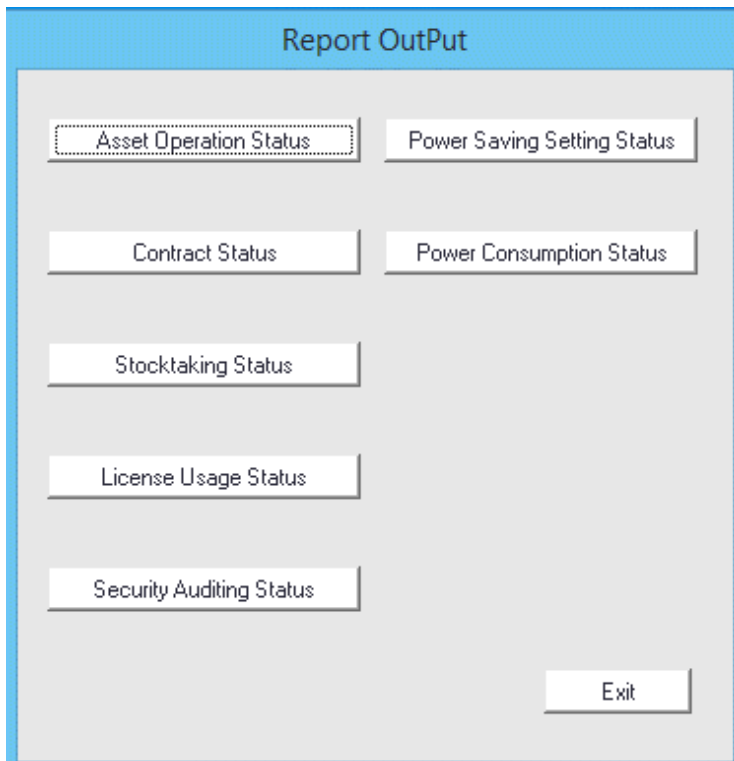 Report OutPut
Asset Operation Status
Power Saving Setting Status
Contract Status
Power Consumption Status
Stocktaking Status
License Usage Status
Security Auditing Status
Exit